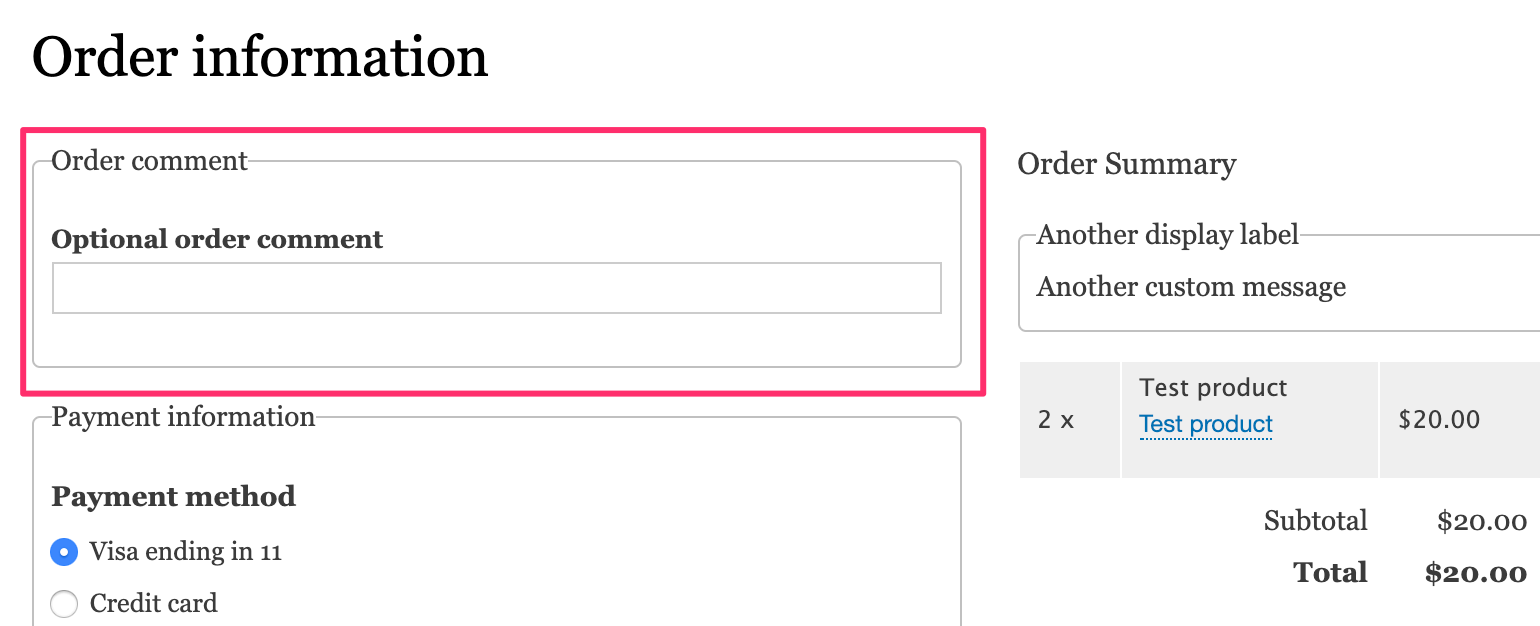 Order information
Order comment
Optional order comment
Payment information
Payment method
Visa ending in 11
Credit card
Order Summary
Another display label
Another custom message
2 x
Test product
Test product
$20.00
Subtotal $20.00
Total $20.00